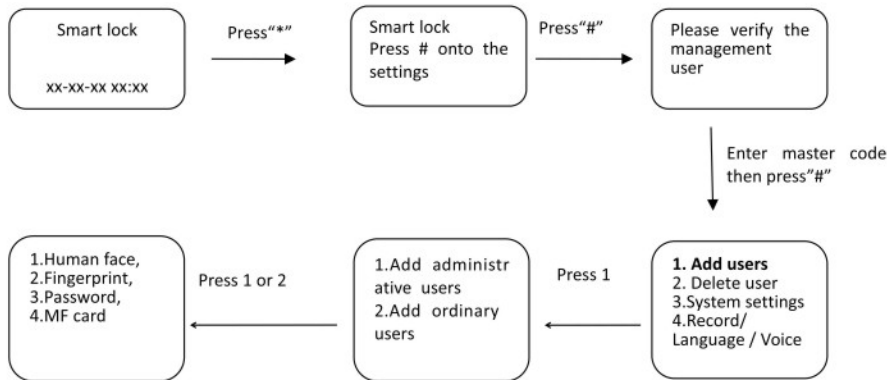 Smart lock
xx-xx-xx xx:xx
Press“*”
Smart lock
Press # onto the
settings
Press“#”
Please verify the
management
user
Enter master code
then press”#”
1. Add users
2. Delete user
3.System settings
4.Record/
Language / Voice
Press 1
1.Add administr
ative users
2.Add ordinary
users
Press 1 or 2
1.Human face,
2.Fingerprint,
3.Password,
4.MF card